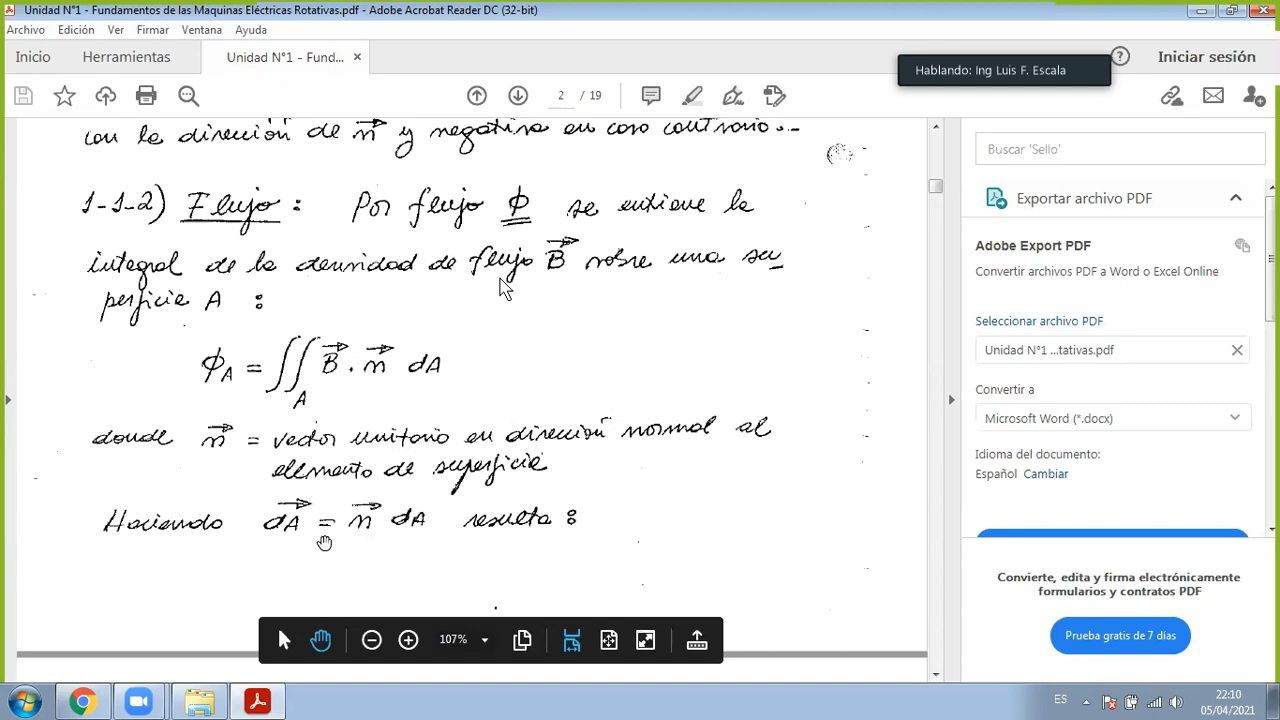 Unidad N°1 - Fundamentos de las Maquinas Eléctricas Rotativas.pdf - Adobe Acrobat Reader DC (32-bit)
Archivo Edición Ver Firmar Ventana Ayuda
Inicio Herramientas Unidad N°1 - Fund... × Iniciar sesión
Hablando: Ing Luis F. Escala
2 / 19
con la dirección de n⃗ y negativa en caso contrario.-
1-1-2) Flujo : Por flujo ϕ se entiene la
integral de la densidad de flujo B⃗ sobre una su
perficie A :
ϕA = ∬A B⃗ . n⃗ dA
donde n⃗ = vector unitario en dirección normal al
elemento de superficie
Haciendo dA⃗ = n⃗ dA resulta :
107%
Buscar 'Sello'
Exportar archivo PDF
Adobe Export PDF
Convertir archivos PDF a Word o Excel Online
Seleccionar archivo PDF
Unidad N°1 ...tativas.pdf
Convertir a
Microsoft Word (*.docx)
Idioma del documento:
Español Cambiar
Convierte, edita y firma electrónicamente
formularios y contratos PDF
Prueba gratis de 7 días
ES
22:10
05/04/2021